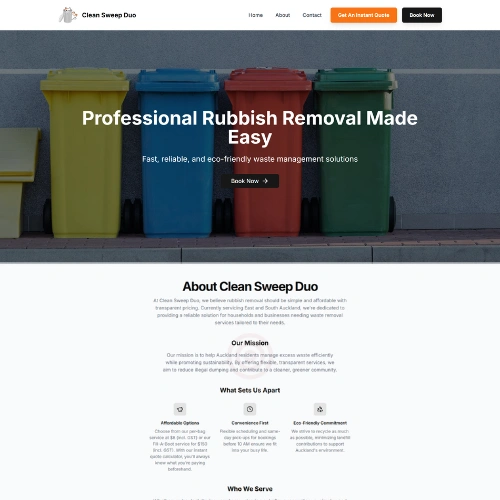 Clean Sweep Duo
Home
About
Contact
Get An Instant Quote
Book Now
Professional Rubbish Removal Made
Easy
Fast, reliable, and eco-friendly waste management solutions
Book Now
About Clean Sweep Duo
At Clean Sweep Duo, we believe rubbish removal should be simple and affordable with
transparent pricing. Currently servicing East and South Auckland, we're dedicated to
providing a reliable solution for households and businesses needing waste removal
services tailored to their needs.
Our Mission
Our mission is to help Auckland residents manage excess waste efficiently
while promoting sustainability. By offering flexible, transparent services, we
aim to reduce illegal dumping and contribute to a cleaner, greener community.
What Sets Us Apart
Affordable Options
Choose from our per-bag
service at $8 (incl. GST) or our
Fill-A-Boot service for $150
(incl. GST). With our instant
quote calculator, you'll always
know what you're paying
beforehand.
Convenience First
Flexible scheduling and same-
day pick-ups for bookings
before 10 AM ensure we fit
into your busy life.
Eco-Friendly Commitment
We strive to recycle as much
as possible, minimising landfill
contributions to support
Auckland's environment.
Who We Serve